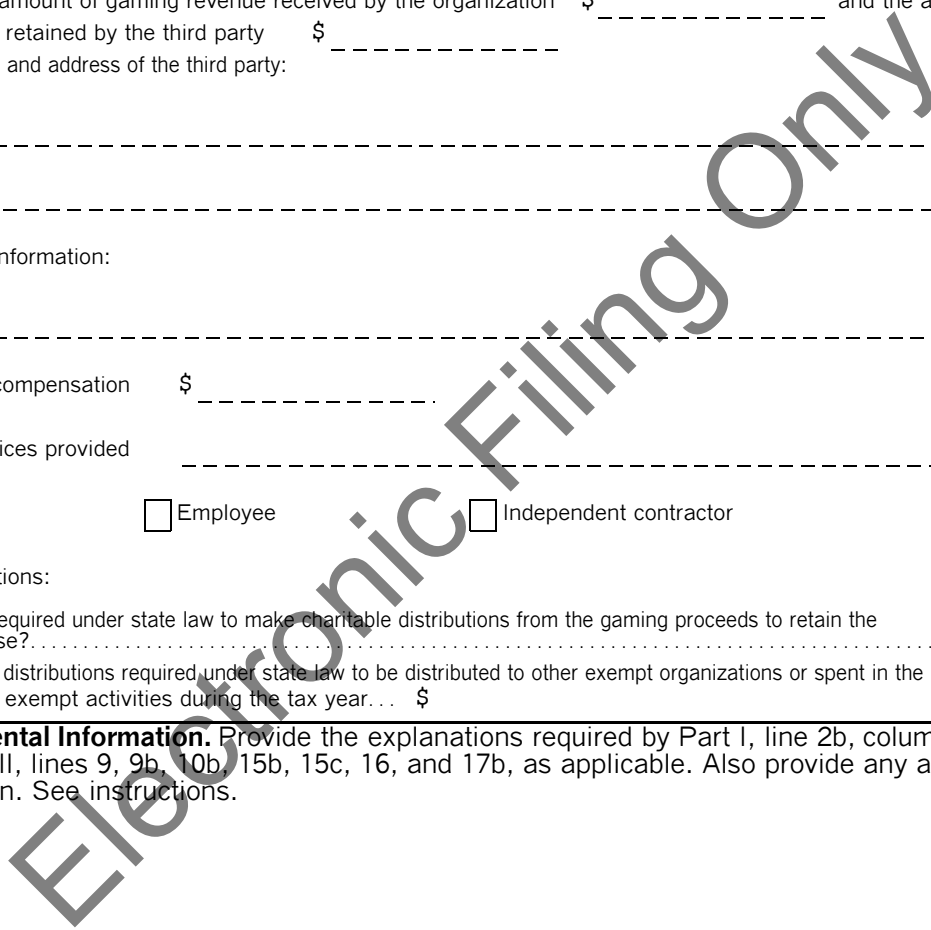 amount of gaming revenue received by the organization $ and the a
retained by the third party $
and address of the third party:
nformation:
compensation $ .
ices provided
Employee Independent contractor
tions:
equired under state law to make charitable distributions from the gaming proceeds to retain the
se?
distributions required under state law to be distributed to other exempt organizations or spent in the
exempt activities during the tax year... $
ental Information. Provide the explanations required by Part I, line 2b, colum
II, lines 9, 9b, 10b, 15b, 15c, 16, and 17b, as applicable. Also provide any a
n. See instructions.
Electronic Filing Only